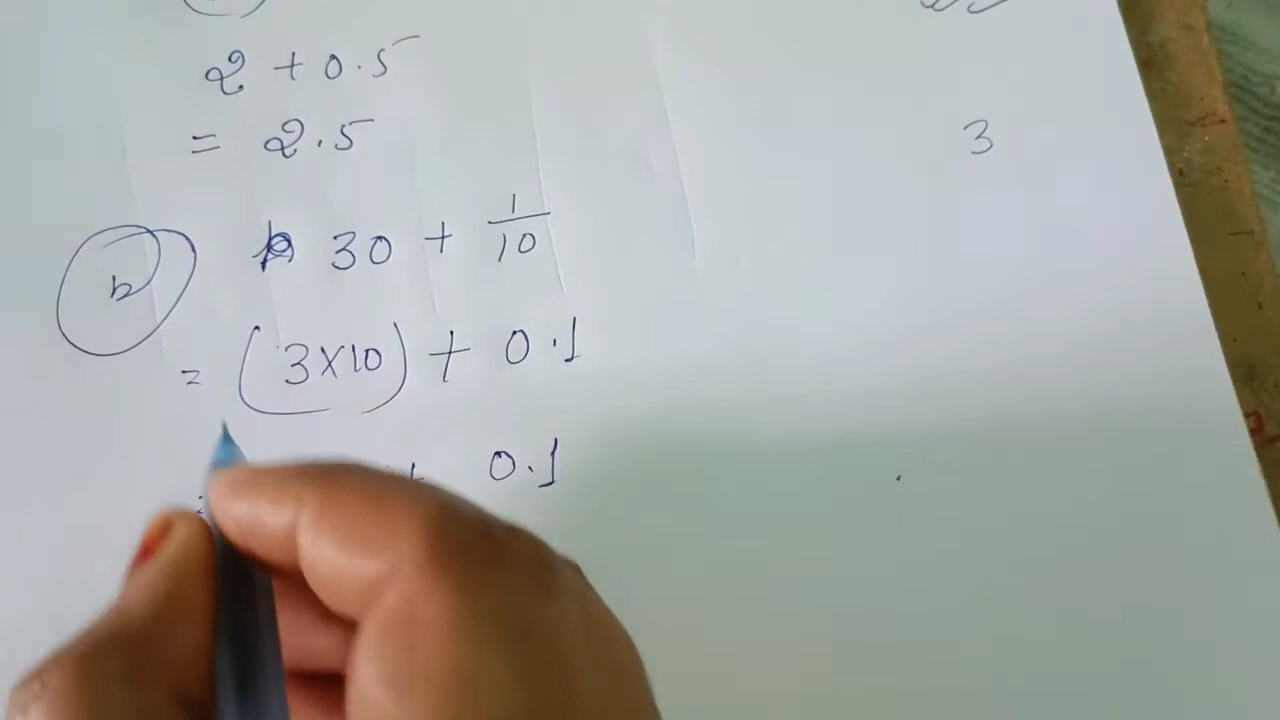 2 + 0.5
= 2.5
3
b 30 + 1/10
= (3×10) + 0.1
= + 0.1